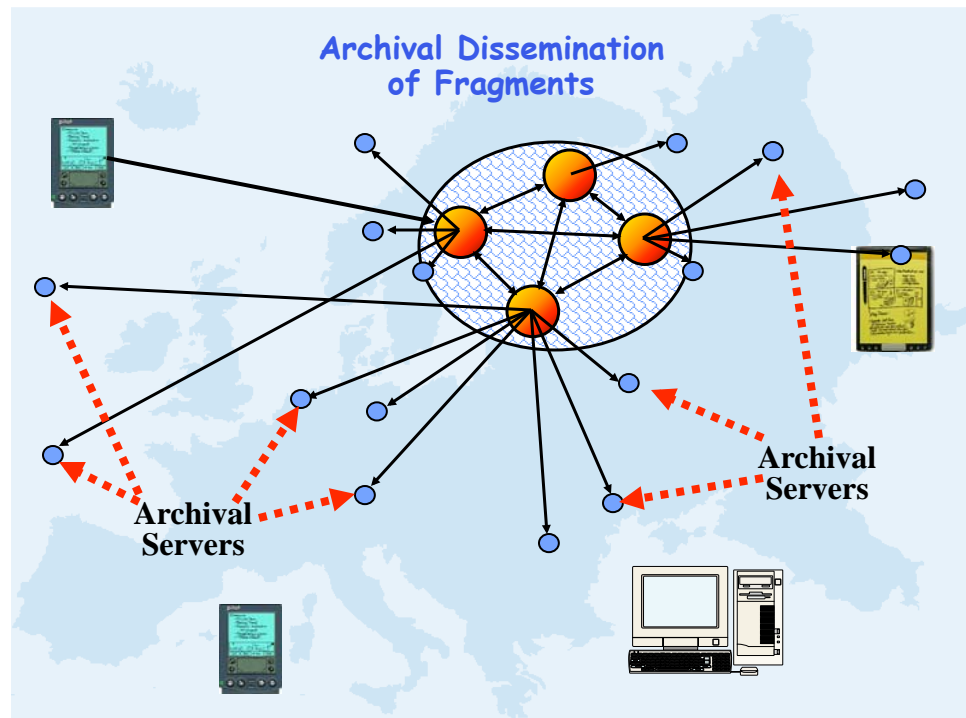 Archival Dissemination
of Fragments
Archival
Servers
Archival
Servers